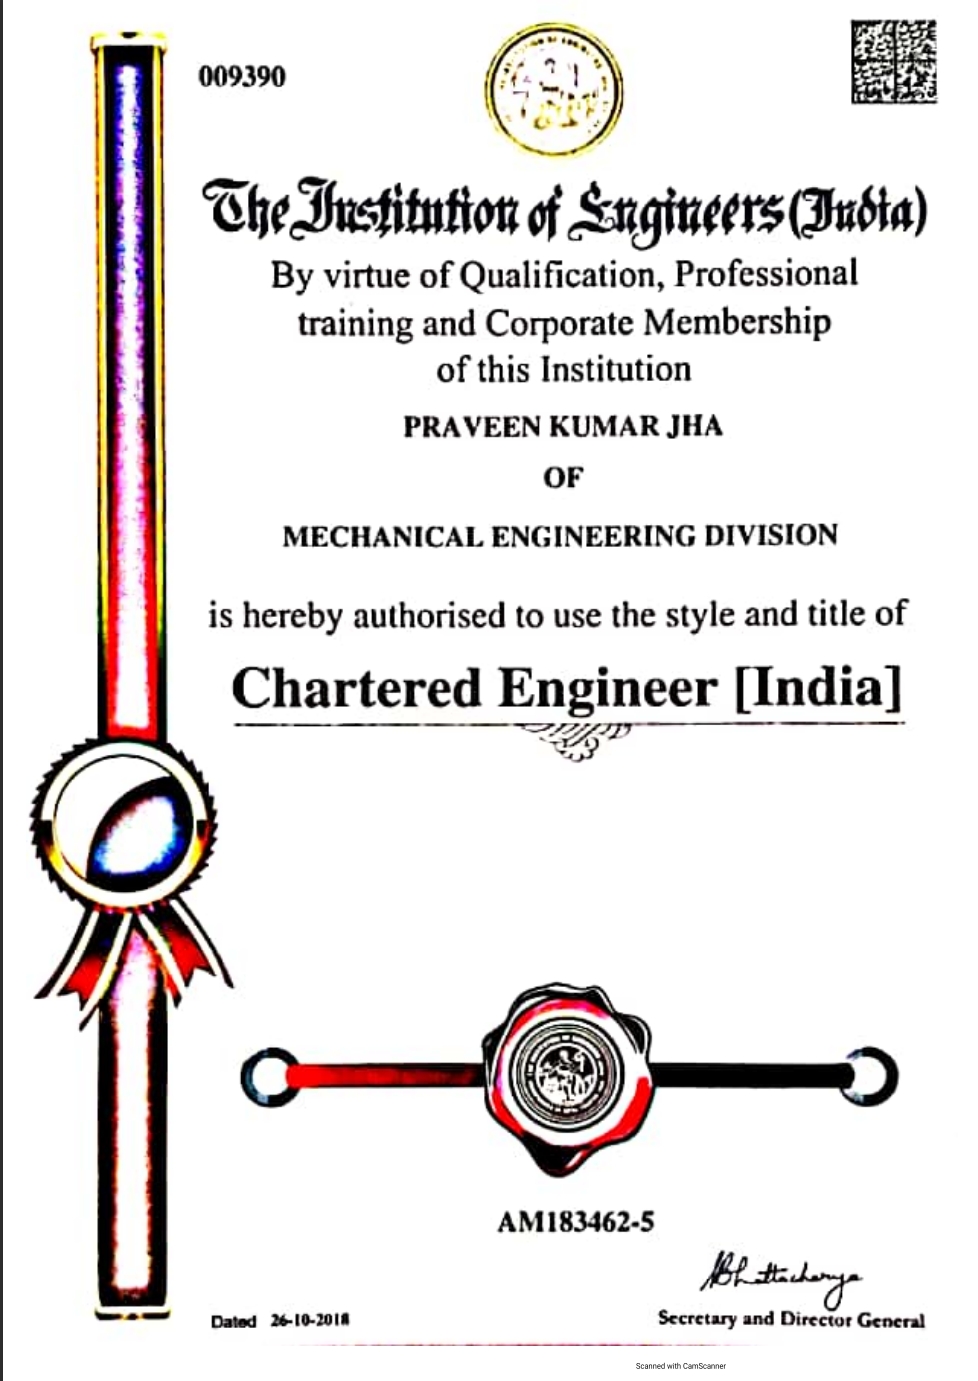 009390
The Institution of Engineers (India)
By virtue of Qualification, Professional
training and Corporate Membership
of this Institution
PRAVEEN KUMAR JHA
OF
MECHANICAL ENGINEERING DIVISION
is hereby authorised to use the style and title of
Chartered Engineer [India]
AM183462-5
Bhattacharya
Secretary and Director General
Dated 26-10-2018
Scanned with CamScanner